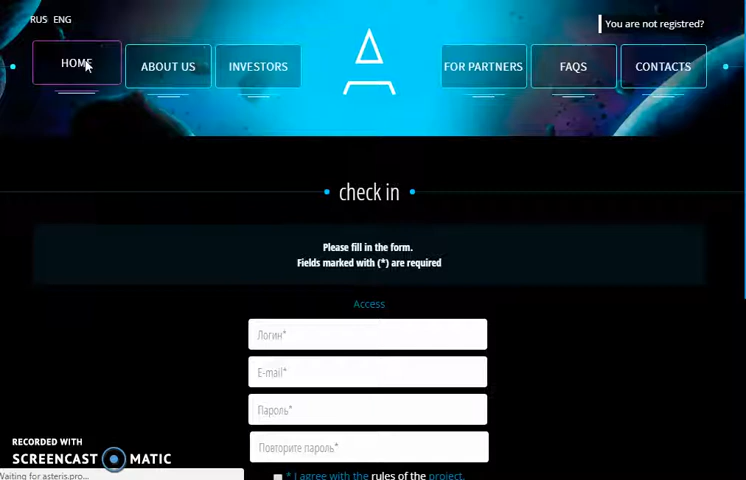 RUS ENG
You are not registred?
HOME
ABOUT US
INVESTORS
FOR PARTNERS
FAQS
CONTACTS
check in
Please fill in the form.
Fields marked with (*) are required
Access
Логин*
E-mail*
Пароль*
Повторите пароль*
* I agree with the rules of the project.
RECORDED WITH
SCREENCAST MATIC
Waiting for asteris.pro...